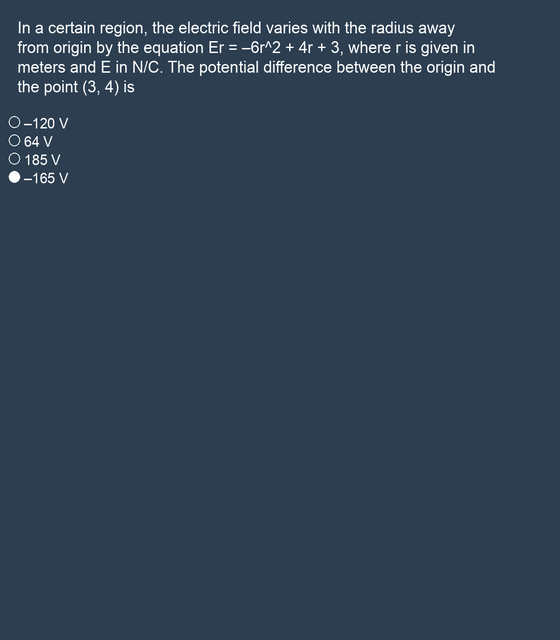 In a certain region, the electric field varies with the radius away
from origin by the equation Er = –6r^2 + 4r + 3, where r is given in
meters and E in N/C. The potential difference between the origin and
the point (3, 4) is
–120 V
64 V
185 V
–165 V